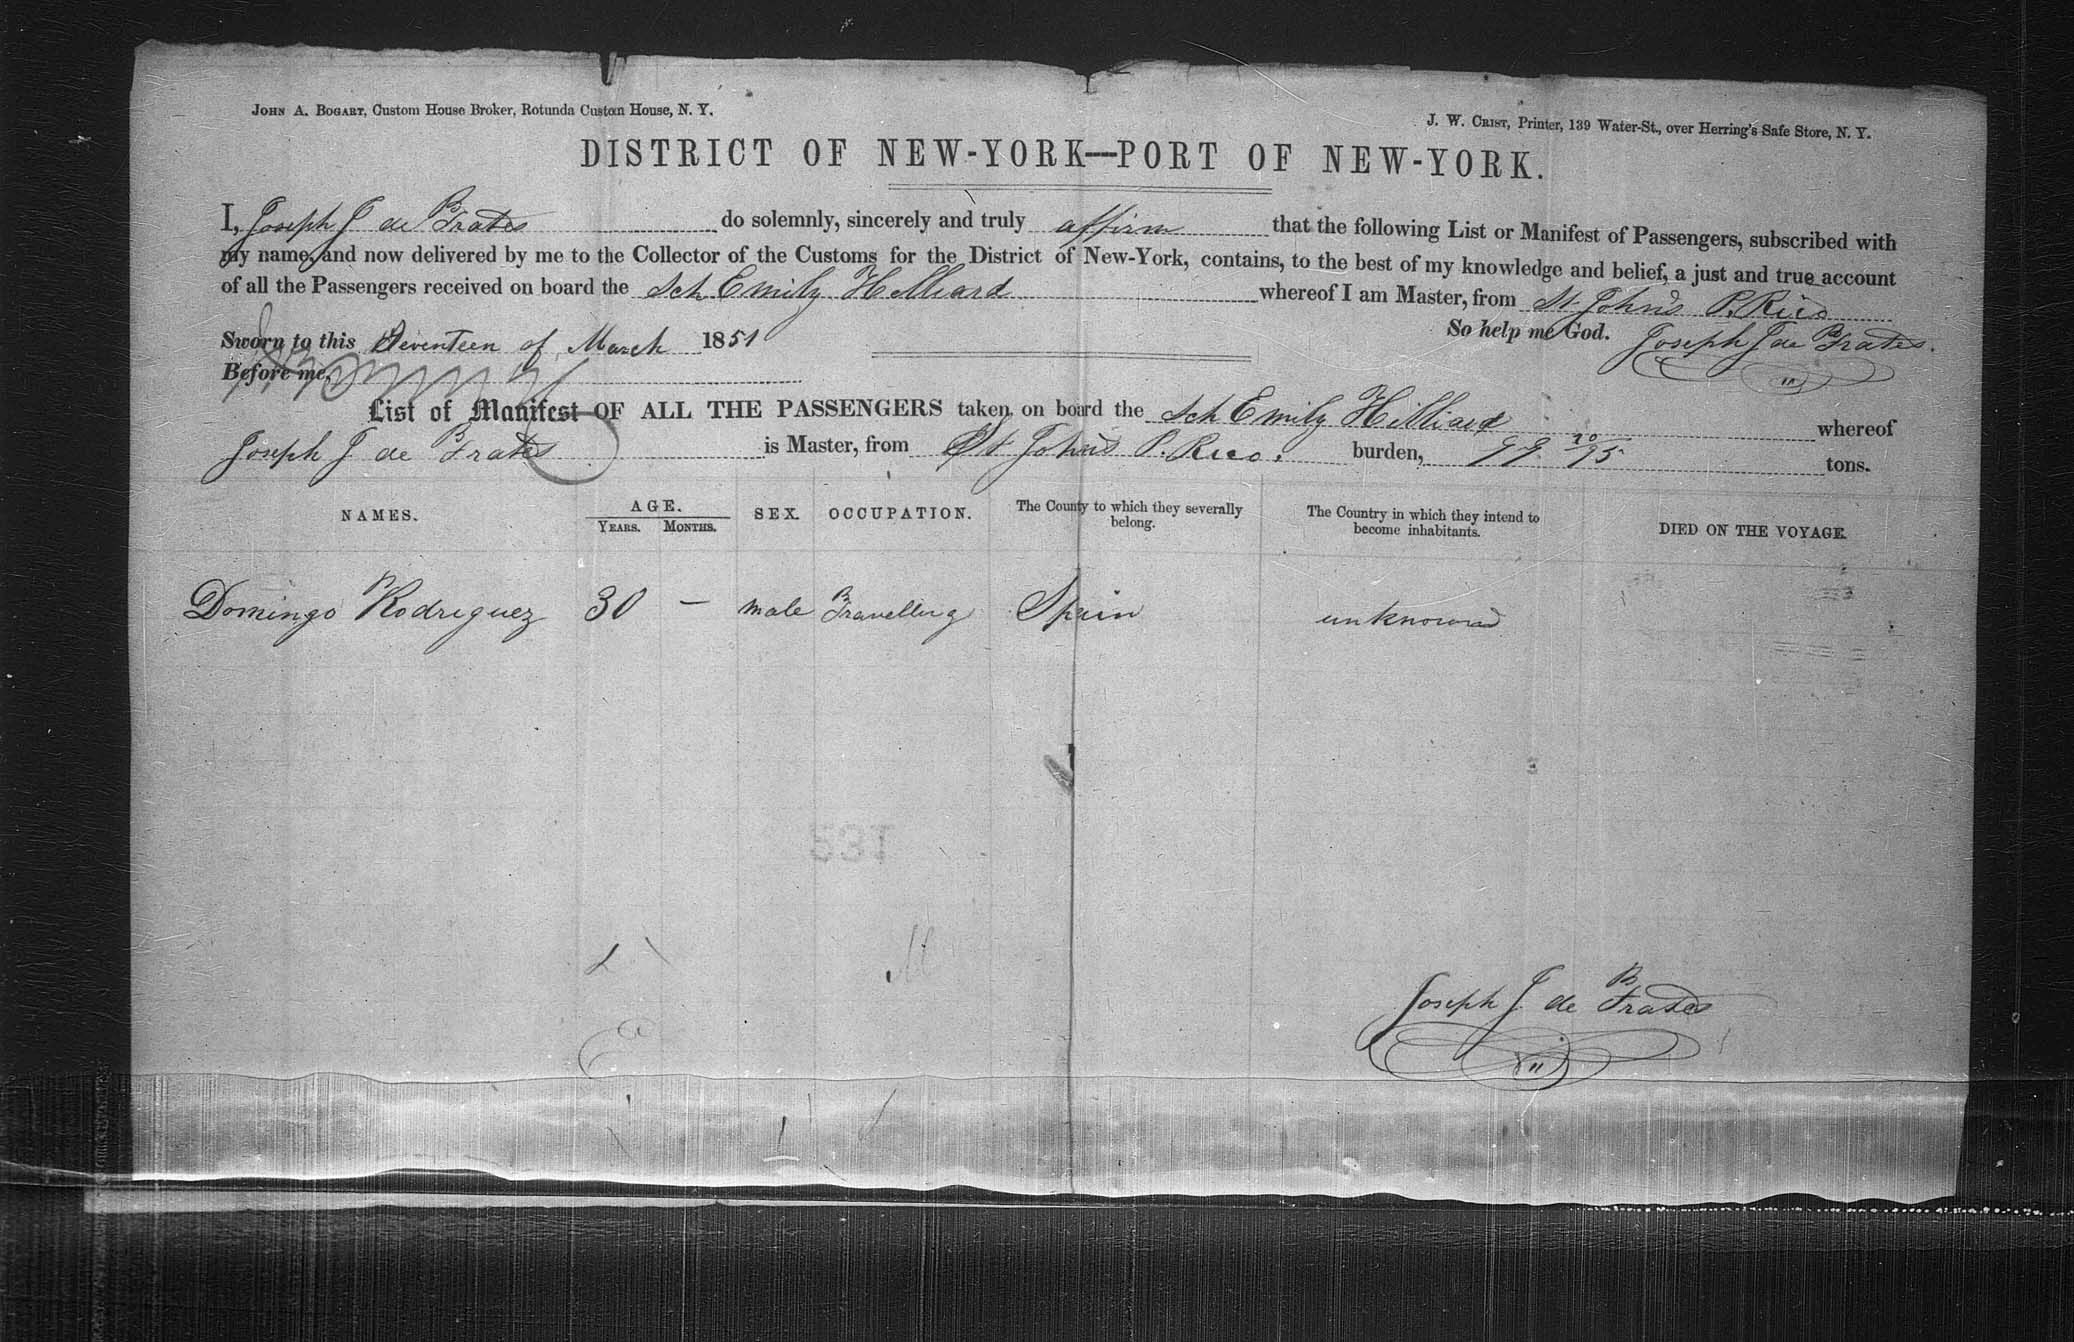 JOHN A. BOGART, Custom House Broker, Rotunda Custom House, N. Y.
J. W. CRIST, Printer, 139 Water-St., over Herring's Safe Store, N. Y.
DISTRICT OF NEW-YORK—PORT OF NEW-YORK.
I, Joseph J de Frates do solemnly, sincerely and truly affirm that the following List or Manifest of Passengers, subscribed with
my name, and now delivered by me to the Collector of the Customs for the District of New-York, contains, to the best of my knowledge and belief, a just and true account
of all the Passengers received on board the Sch Emily Hilliard whereof I am Master, from St John's P. Rico
So help me God. Joseph J de Frates.
Sworn to this Seventeen of March 1851
Before me,
List of Manifest OF ALL THE PASSENGERS taken on board the Sch Emily Hilliard whereof
Joseph J de Frates is Master, from St John's P. Rico. burden, 99 /95 tons.
NAMES. AGE. SEX. OCCUPATION. The County to which they severally The Country in which they intend to DIED ON THE VOYAGE.
YEARS. MONTHS. belong. become inhabitants.
Domingo Rodriguez 30 — male Travelling Spain unknown
Joseph J. de Frates